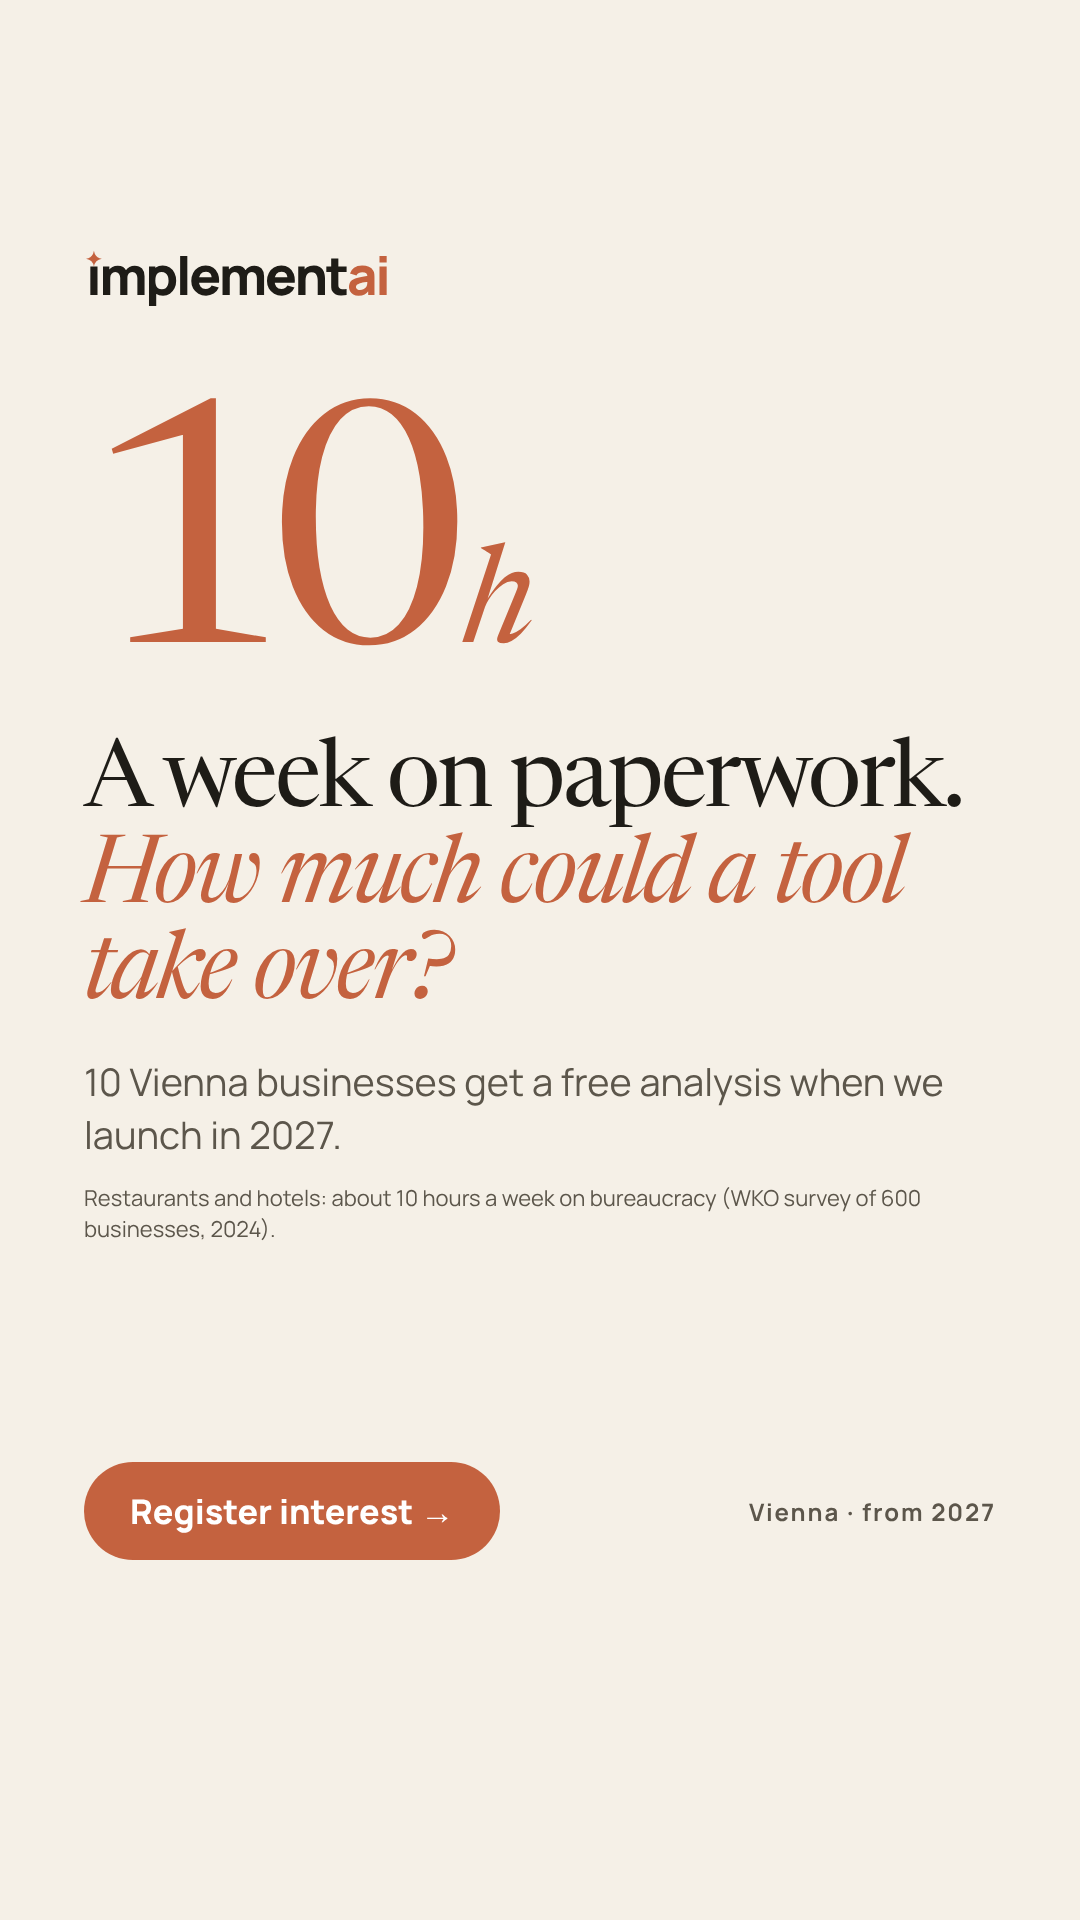 implementai
10h
A week on paperwork.
How much could a tool
take over?
10 Vienna businesses get a free analysis when we
launch in 2027.
Restaurants and hotels: about 10 hours a week on bureaucracy (WKO survey of 600
businesses, 2024).
Register interest →
Vienna · from 2027